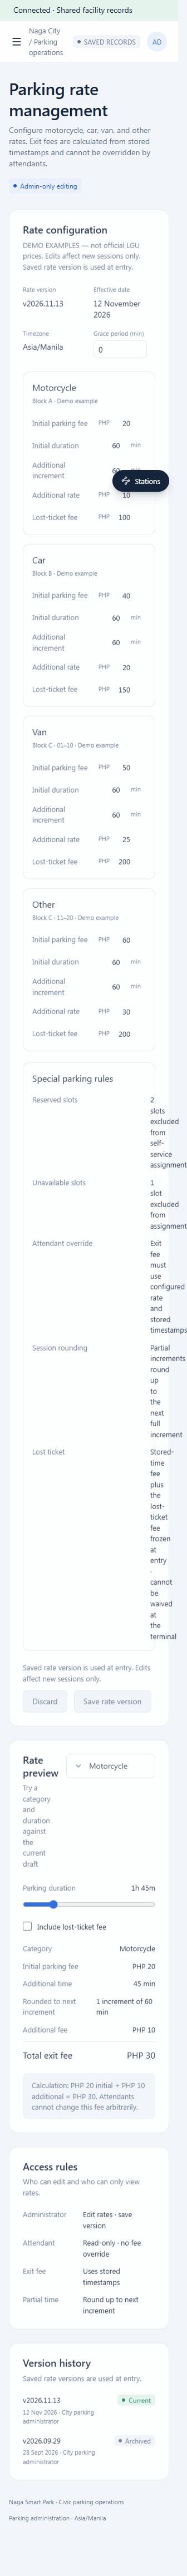 Connected · Shared facility records
Naga City
/ Parking
operations
SAVED RECORDS
AD
Parking rate
management
Configure motorcycle, car, van, and other
rates. Exit fees are calculated from stored
timestamps and cannot be overridden by
attendants.
Admin-only editing
Rate configuration
DEMO EXAMPLES — not official LGU
prices. Edits affect new sessions only.
Saved rate version is used at entry.
Rate version
Effective date
v2026.11.13
12 November
2026
Timezone
Grace period (min)
Asia/Manila
0
Motorcycle
Block A · Demo example
Initial parking fee PHP 20
Initial duration 60 min
Additional
increment
60 min
Stations
Additional rate PHP 10
Lost-ticket fee PHP 100
Car
Block B · Demo example
Initial parking fee PHP 40
Initial duration 60 min
Additional
increment
60 min
Additional rate PHP 20
Lost-ticket fee PHP 150
Van
Block C · 01–10 · Demo example
Initial parking fee PHP 50
Initial duration 60 min
Additional
increment
60 min
Additional rate PHP 25
Lost-ticket fee PHP 200
Other
Block C · 11–20 · Demo example
Initial parking fee PHP 60
Initial duration 60 min
Additional
increment
60 min
Additional rate PHP 30
Lost-ticket fee PHP 200
Special parking rules
Reserved slots
2
slots
excluded
from
self-
service
assignment
Unavailable slots
1
slot
excluded
from
assignment
Attendant override
Exit
fee
must
use
configured
rate
and
stored
timestamps
Session rounding
Partial
increments
round
up
to
the
next
full
increment
Lost ticket
Stored-
time
fee
plus
the
lost-
ticket
fee
frozen
at
entry
·
cannot
be
waived
at
the
terminal
Saved rate version is used at entry. Edits
affect new sessions only.
Discard
Save rate version
Rate
preview
Motorcycle
Try a
category
and
duration
against
the
current
draft
Parking duration 1h 45m
Include lost-ticket fee
Category Motorcycle
Initial parking fee PHP 20
Additional time 45 min
Rounded to next
increment
1 increment of 60
min
Additional fee PHP 10
Total exit fee PHP 30
Calculation: PHP 20 initial + PHP 10
additional = PHP 30. Attendants
cannot change this fee arbitrarily.
Access rules
Who can edit and who can only view
rates.
Administrator
Edit rates · save
version
Attendant
Read-only · no fee
override
Exit fee
Uses stored
timestamps
Partial time
Round up to next
increment
Version history
Saved rate versions are used at entry.
v2026.11.13
Current
12 Nov 2026 · City parking
administrator
v2026.09.29
Archived
28 Sept 2026 · City parking
administrator
Naga Smart Park · Civic parking operations
Parking administration · Asia/Manila